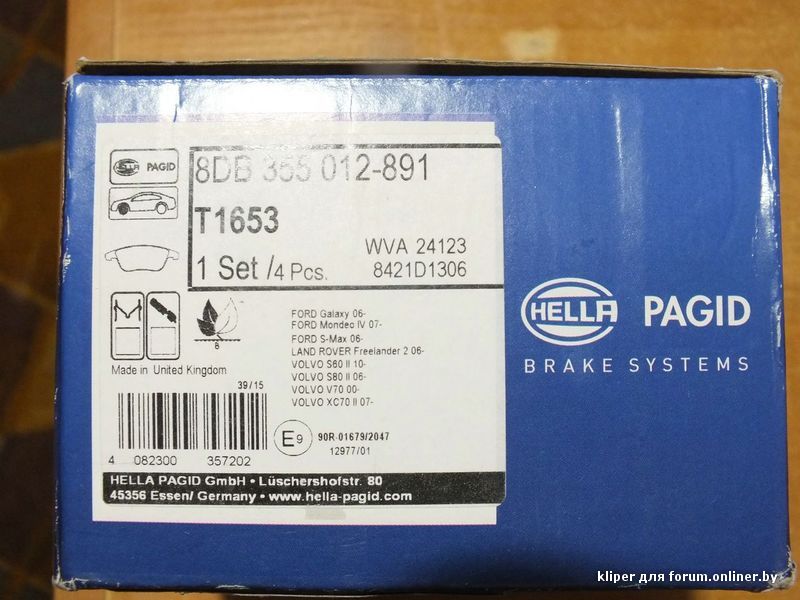 HELLA PAGID
8DB 355 012-891
T1653
WVA 24123
1 Set /4 Pcs.
8421D1306
8
FORD Galaxy 06-
FORD Mondeo IV 07-
FORD S-Max 06-
LAND ROVER Freelander 2 06-
VOLVO S60 II 10-
VOLVO S80 II 06-
VOLVO V70 00-
VOLVO XC70 II 07-
Made in United Kingdom
39/15
4 082300 357202
E9
90R-01679/2047
12977/01
HELLA PAGID GmbH • Lüschershofstr. 80
45356 Essen/ Germany • www.hella-pagid.com
HELLA PAGID
BRAKE SYSTEMS
kliper для forum.onliner.by